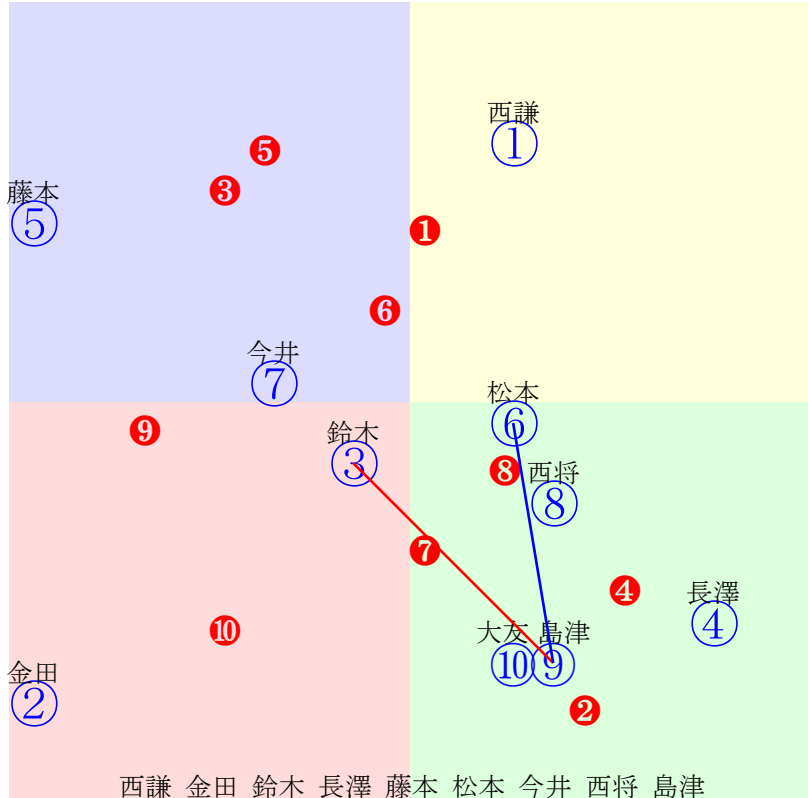 西謙
①
❺
藤本
❸
⑤
❶
❻
今井
⑦
松本
⑥
❾
鈴木
③
❽
西将
⑧
❼
❹
長澤
④
❿
大友 島津
⑩ ⑨
金田
②
❷
西謙 金田 鈴木 長澤 藤本 松本 今井 西将 島津